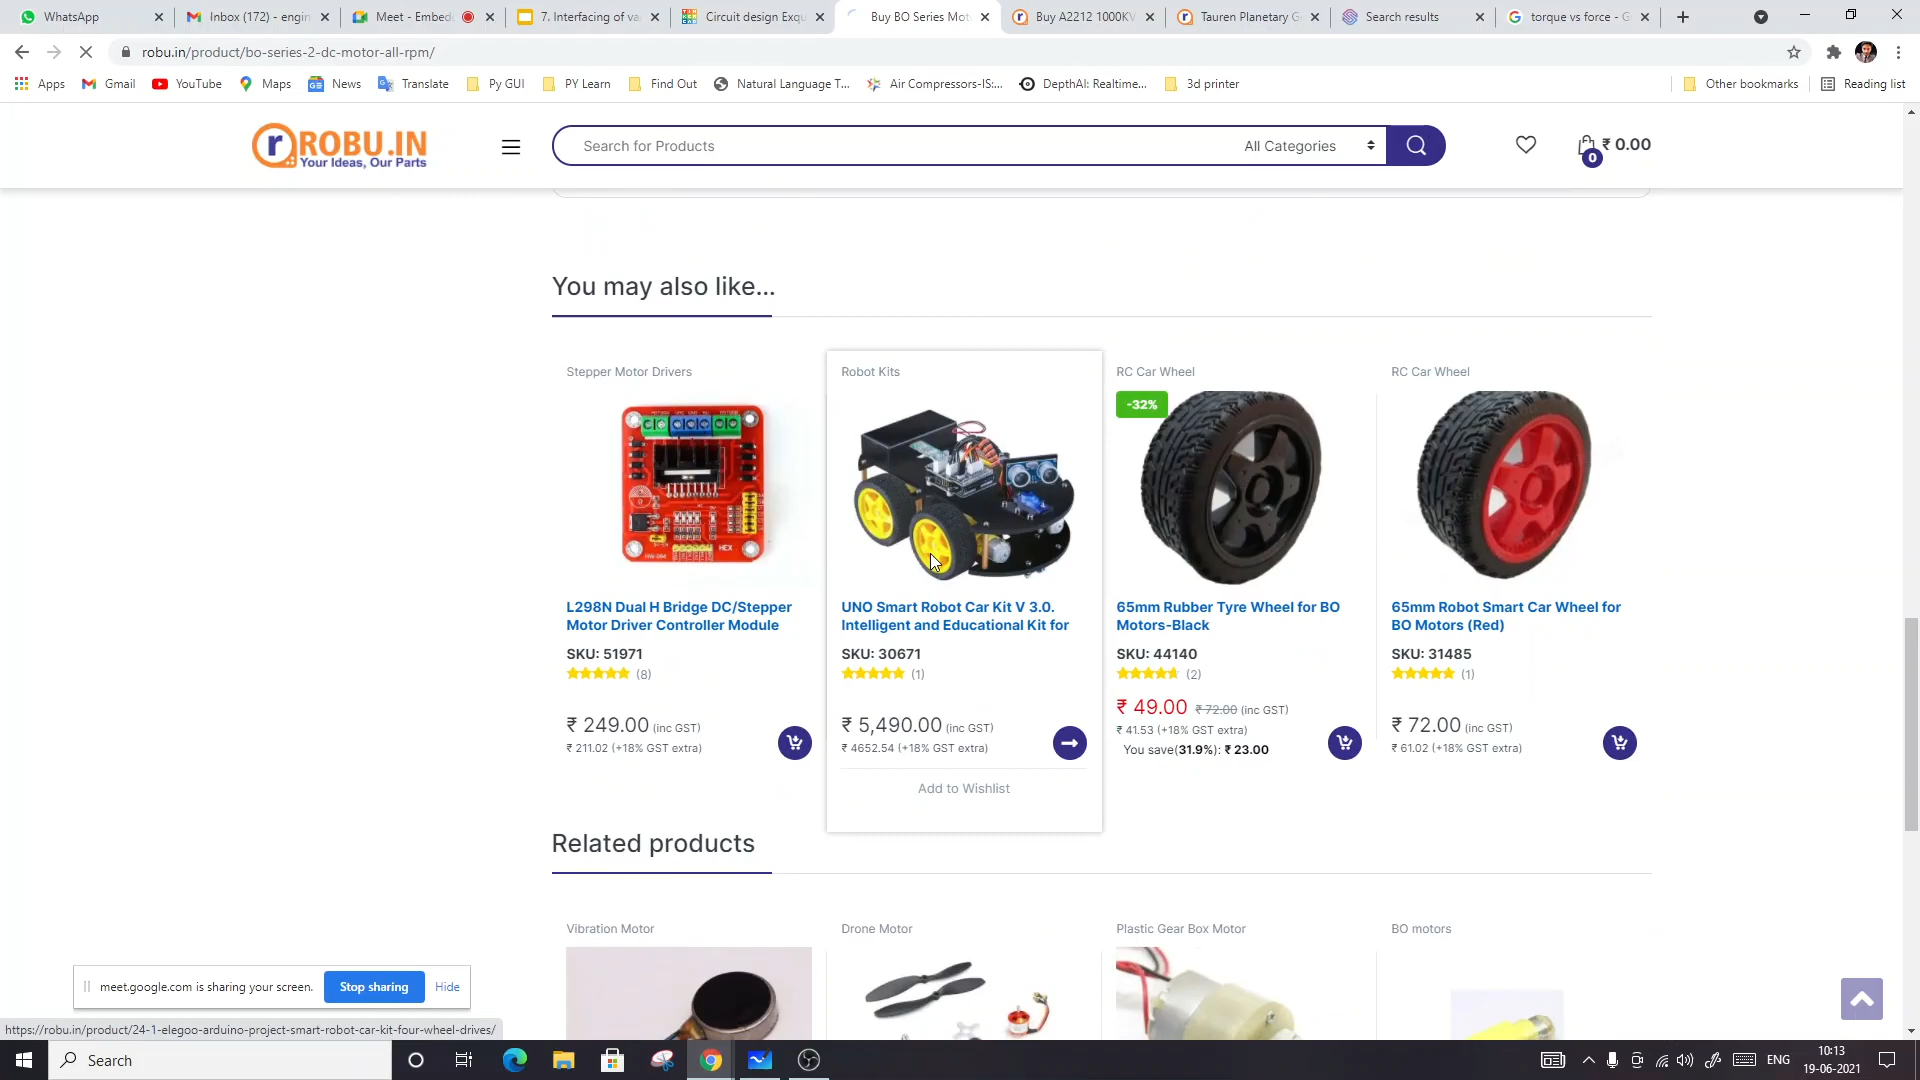 WhatsApp
Inbox (172) - engin
Meet - Embed
7. Interfacing of va
Circuit design Exqu
Buy BO Series Mot
Buy A2212 1000KV
Tauren Planetary G
Search results
torque vs force - G
robu.in/product/bo-series-2-dc-motor-all-rpm/
Apps
Gmail
YouTube
Maps
News
Translate
Py GUI
PY Learn
Find Out
Natural Language T...
Air Compressors-IS:...
DepthAI: Realtime...
3d printer
Other bookmarks
Reading list
ROBU.IN
Your Ideas, Our Parts
Search for Products
All Categories
₹ 0.00
0
You may also like...
Stepper Motor Drivers
L298N Dual H Bridge DC/Stepper
Motor Driver Controller Module
SKU: 51971
(8)
₹ 249.00 (inc GST)
₹ 211.02 (+18% GST extra)
Robot Kits
UNO Smart Robot Car Kit V 3.0.
Intelligent and Educational Kit for
SKU: 30671
(1)
₹ 5,490.00 (inc GST)
₹ 4652.54 (+18% GST extra)
Add to Wishlist
RC Car Wheel
-32%
65mm Rubber Tyre Wheel for BO
Motors-Black
SKU: 44140
(2)
₹ 49.00 ₹ 72.00 (inc GST)
₹ 41.53 (+18% GST extra)
You save(31.9%): ₹ 23.00
RC Car Wheel
65mm Robot Smart Car Wheel for
BO Motors (Red)
SKU: 31485
(1)
₹ 72.00 (inc GST)
₹ 61.02 (+18% GST extra)
Related products
Vibration Motor
Drone Motor
Plastic Gear Box Motor
BO motors
meet.google.com is sharing your screen.
Stop sharing
Hide
https://robu.in/product/24-1-elegoo-arduino-project-smart-robot-car-kit-four-wheel-drives/
Search
ENG
10:13
19-06-2021